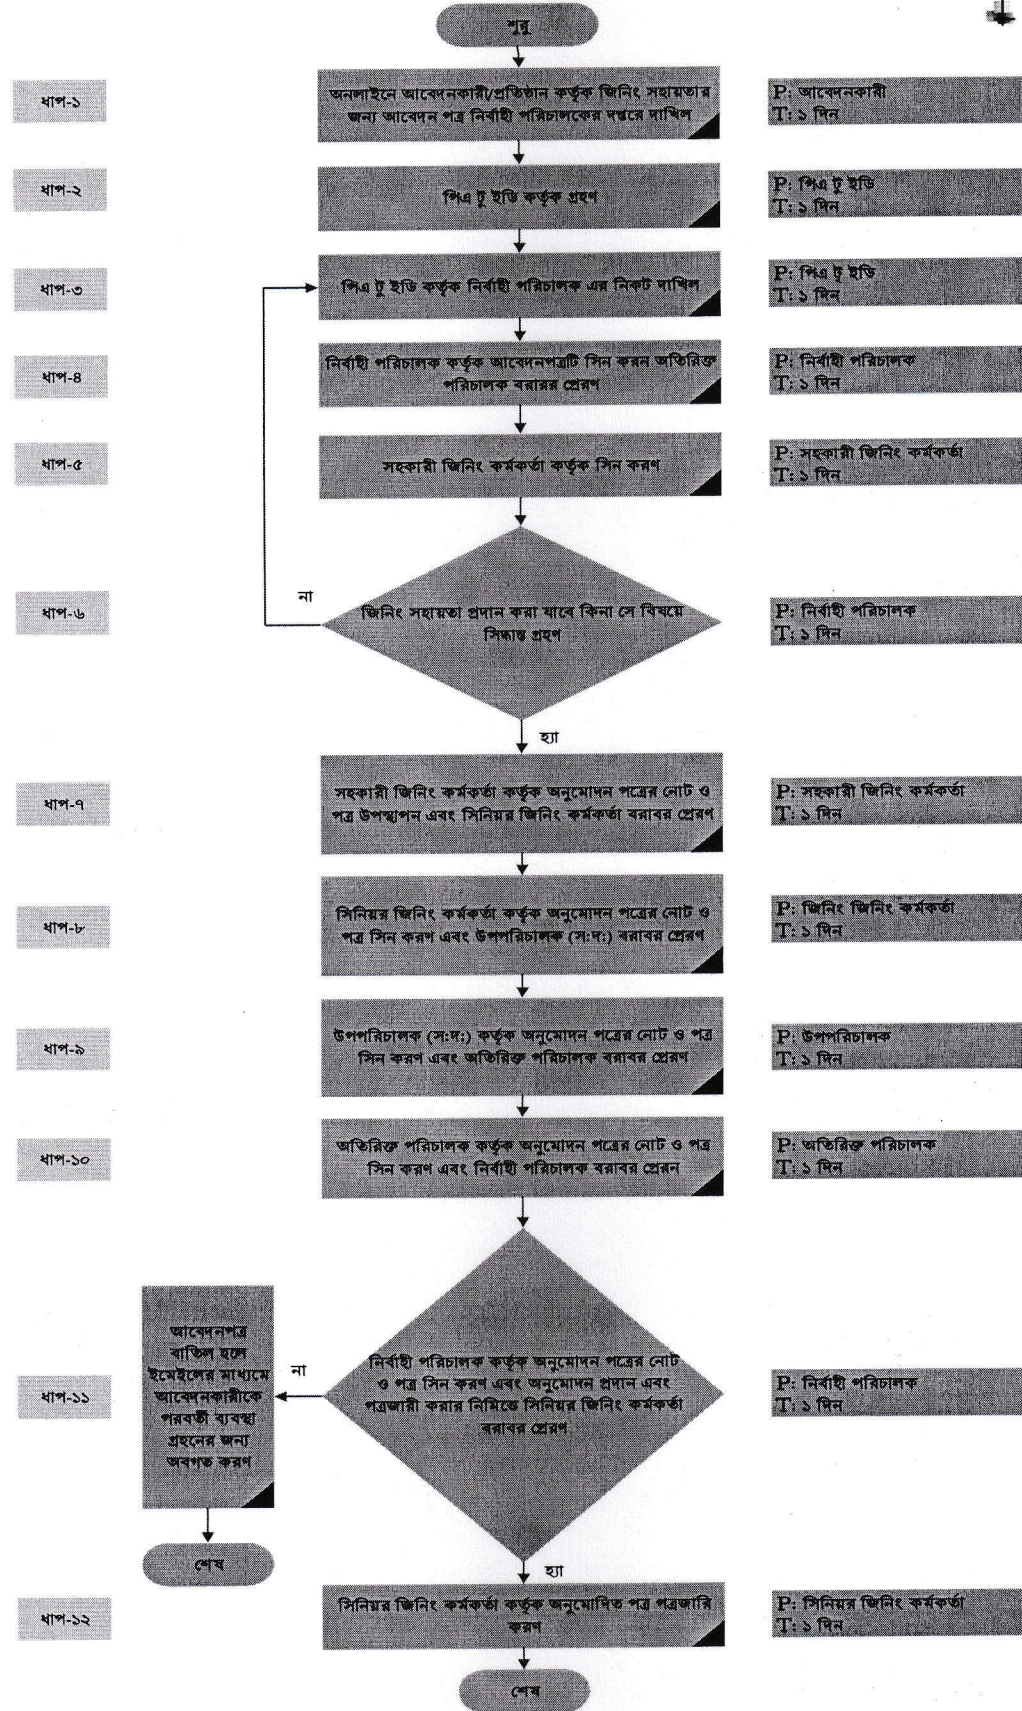 শুরু
ধাপ-১
অনলাইনে আবেদনকারী/প্রতিষ্ঠান কর্তৃক জিনিং সহায়তার
জন্য আবেদন পত্র নির্বাহী পরিচালকের দপ্তরে দাখিল
P: আবেদনকারী
T: ১ দিন
ধাপ-২
পিএ টু ইডি কর্তৃক গ্রহণ
P: পিএ টু ইডি
T: ১ দিন
ধাপ-৩
পিএ টু ইডি কর্তৃক নির্বাহী পরিচালক এর নিকট দাখিল
P: পিএ টু ইডি
T: ১ দিন
ধাপ-৪
নির্বাহী পরিচালক কর্তৃক আবেদনপত্রটি সিন করন অতিরিক্ত
পরিচালক বরারর প্রেরণ
P: নির্বাহী পরিচালক
T: ১ দিন
ধাপ-৫
সহকারী জিনিং কর্মকর্তা কর্তৃক সিন করণ
P: সহকারী জিনিং কর্মকর্তা
T: ১ দিন
না
ধাপ-৬
জিনিং সহায়তা প্রদান করা যাবে কিনা সে বিষয়ে
সিদ্ধান্ত গ্রহণ
P: নির্বাহী পরিচালক
T: ১ দিন
হ্যা
ধাপ-৭
সহকারী জিনিং কর্মকর্তা কর্তৃক অনুমোদন পত্রের নোট ও
পত্র উপস্থাপন এবং সিনিয়র জিনিং কর্মকর্তা বরাবর প্রেরণ
P: সহকারী জিনিং কর্মকর্তা
T: ১ দিন
ধাপ-৮
সিনিয়র জিনিং কর্মকর্তা কর্তৃক অনুমোদন পত্রের নোট ও
পত্র সিন করণ এবং উপপরিচালক (স:দ:) বরাবর প্রেরণ
P: জিনিং জিনিং কর্মকর্তা
T: ১ দিন
ধাপ-৯
উপপরিচালক (স:দ:) কর্তৃক অনুমোদন পত্রের নোট ও পত্র
সিন করণ এবং অতিরিক্ত পরিচালক বরাবর প্রেরণ
P: উপপরিচালক
T: ১ দিন
ধাপ-১০
অতিরিক্ত পরিচালক কর্তৃক অনুমোদন পত্রের নোট ও পত্র
সিন করণ এবং নির্বাহী পরিচালক বরাবর প্রেরন
P: অতিরিক্ত পরিচালক
T: ১ দিন
ধাপ-১১
আবেদনপত্র
বাতিল হলে
ইমেইলের মাধ্যমে
আবেদনকারীকে
পরবর্তী ব্যবস্থা
গ্রহনের জন্য
অবগত করণ
না
নির্বাহী পরিচালক কর্তৃক অনুমোদন পত্রের নোট
ও পত্র সিন করণ এবং অনুমোদন প্রদান এবং
পত্রজারী করার নিমিত্তে সিনিয়র জিনিং কর্মকর্তা
বরাবর প্রেরণ
P: নির্বাহী পরিচালক
T: ১ দিন
শেষ
হ্যা
ধাপ-১২
সিনিয়র জিনিং কর্মকর্তা কর্তৃক অনুমোদিত পত্র পত্রজারি
করণ
P: সিনিয়র জিনিং কর্মকর্তা
T: ১ দিন
শেষ